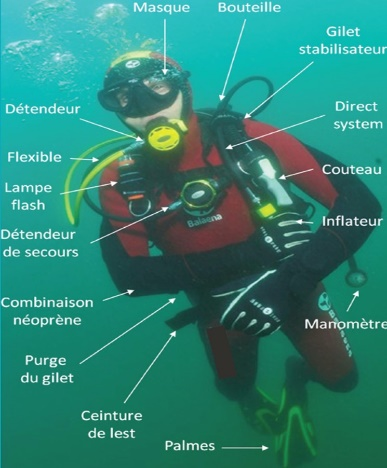 Masque
Bouteille
Gilet
stabilisateur
Détendeur
Direct
system
Flexible
Couteau
Lampe
flash
Inflateur
Détendeur
de secours
Balaena
Combinaison
néoprène
Manomètre
Purge
du gilet
Ceinture
de lest
Palmes